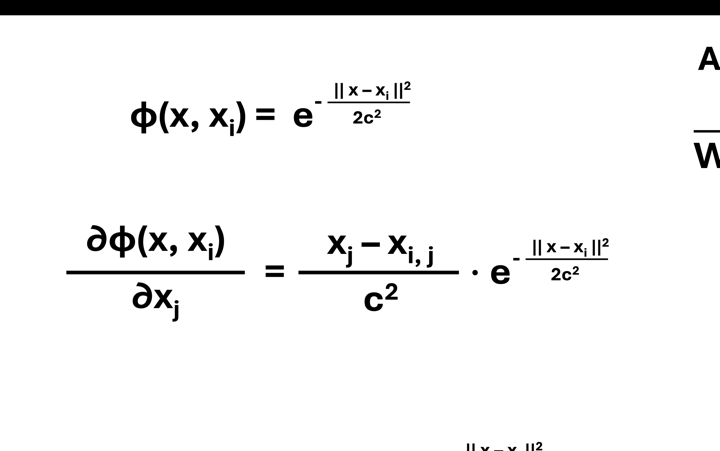 ϕ(x, xᵢ) = e^(-||x – xᵢ||²/2c²)
∂ϕ(x, xᵢ)/∂xⱼ = (xⱼ – xᵢ, ⱼ)/c² · e^(-||x – xᵢ||²/2c²)
A
W